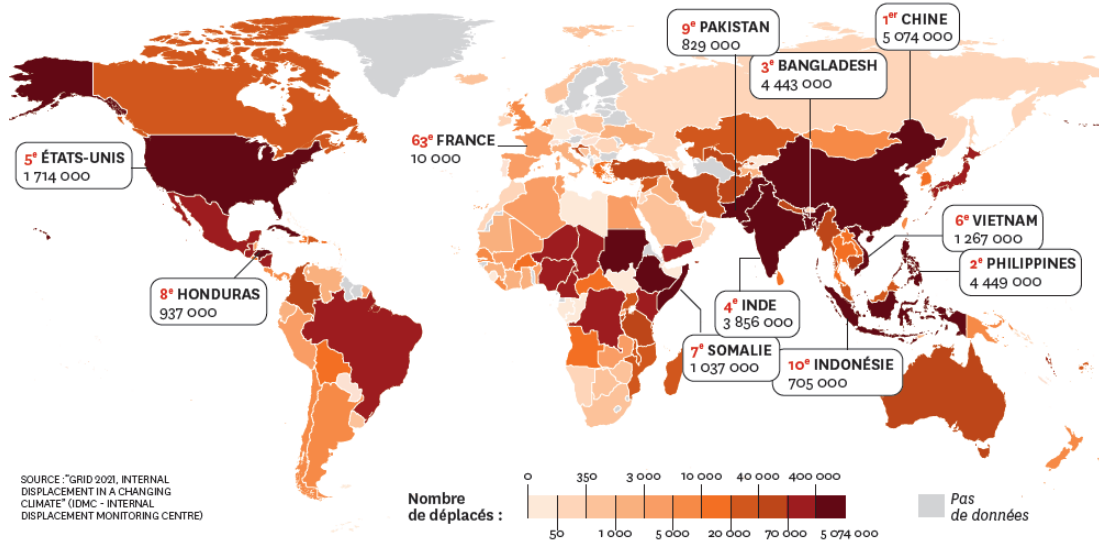 9e PAKISTAN
829 000
1er CHINE
5 074 000
3e BANGLADESH
4 443 000
63e FRANCE
10 000
5e ÉTATS-UNIS
1 714 000
6e VIETNAM
1 267 000
2e PHILIPPINES
4 449 000
8e HONDURAS
937 000
4e INDE
3 856 000
7e SOMALIE
1 037 000
10e INDONÉSIE
705 000
SOURCE : "GRID 2021, INTERNAL
DISPLACEMENT IN A CHANGING
CLIMATE" (IDMC - INTERNAL
DISPLACEMENT MONITORING CENTRE)
Nombre
de déplacés :
0 350 3 000 10 000 40 000 400 000
50 1 000 5 000 20 000 70 000 5 074 000
Pas
de données